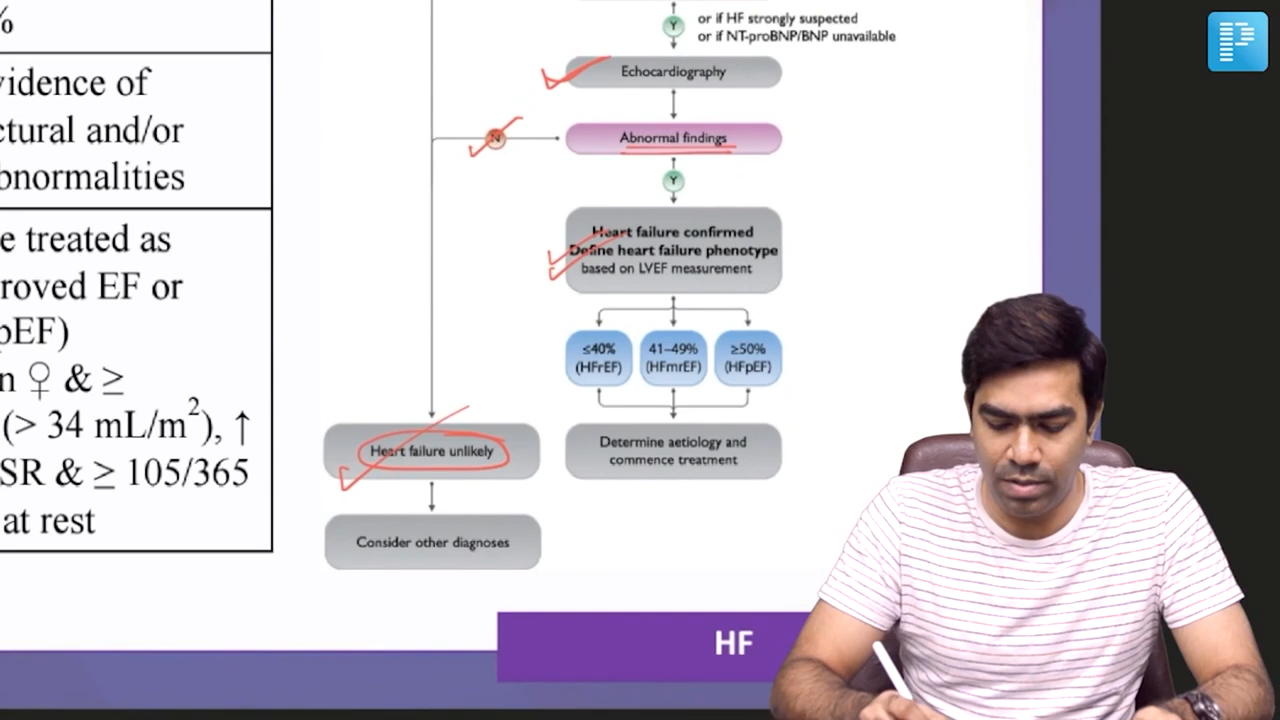 %
vidence of
ctural and/or
bnormalities
e treated as
roved EF or
pEF)
n ♀ & ≥
(> 34 mL/m²), ↑
SR & ≥ 105/365
at rest
Y
or if HF strongly suspected
or if NT-proBNP/BNP unavailable
Echocardiography
N
Abnormal findings
Y
Heart failure confirmed
Define heart failure phenotype
based on LVEF measurement
≤40%
(HFrEF)
41–49%
(HFmrEF)
≥50%
(HFpEF)
Heart failure unlikely
Determine aetiology and
commence treatment
Consider other diagnoses
HF
P